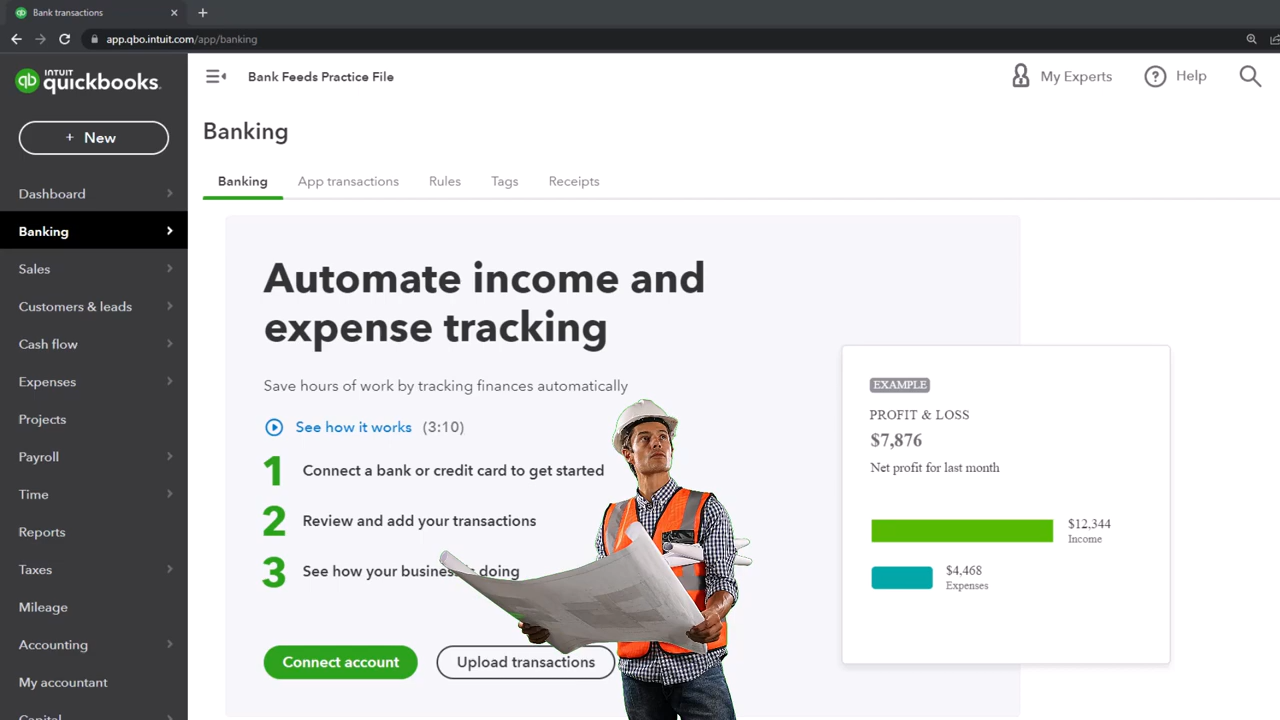 Bank transactions
app.qbo.intuit.com/app/banking
INTUIT
quickbooks.
qb
Bank Feeds Practice File
My Experts
Help
+ New
Banking
Banking
App transactions
Rules
Tags
Receipts
Dashboard
Banking
Sales
Customers & leads
Cash flow
Expenses
Projects
Payroll
Time
Reports
Taxes
Mileage
Accounting
My accountant
Capital
Automate income and
expense tracking
Save hours of work by tracking finances automatically
See how it works (3:10)
1 Connect a bank or credit card to get started
2 Review and add your transactions
3 See how your business is doing
Connect account
Upload transactions
EXAMPLE
PROFIT & LOSS
$7,876
Net profit for last month
$12,344
Income
$4,468
Expenses